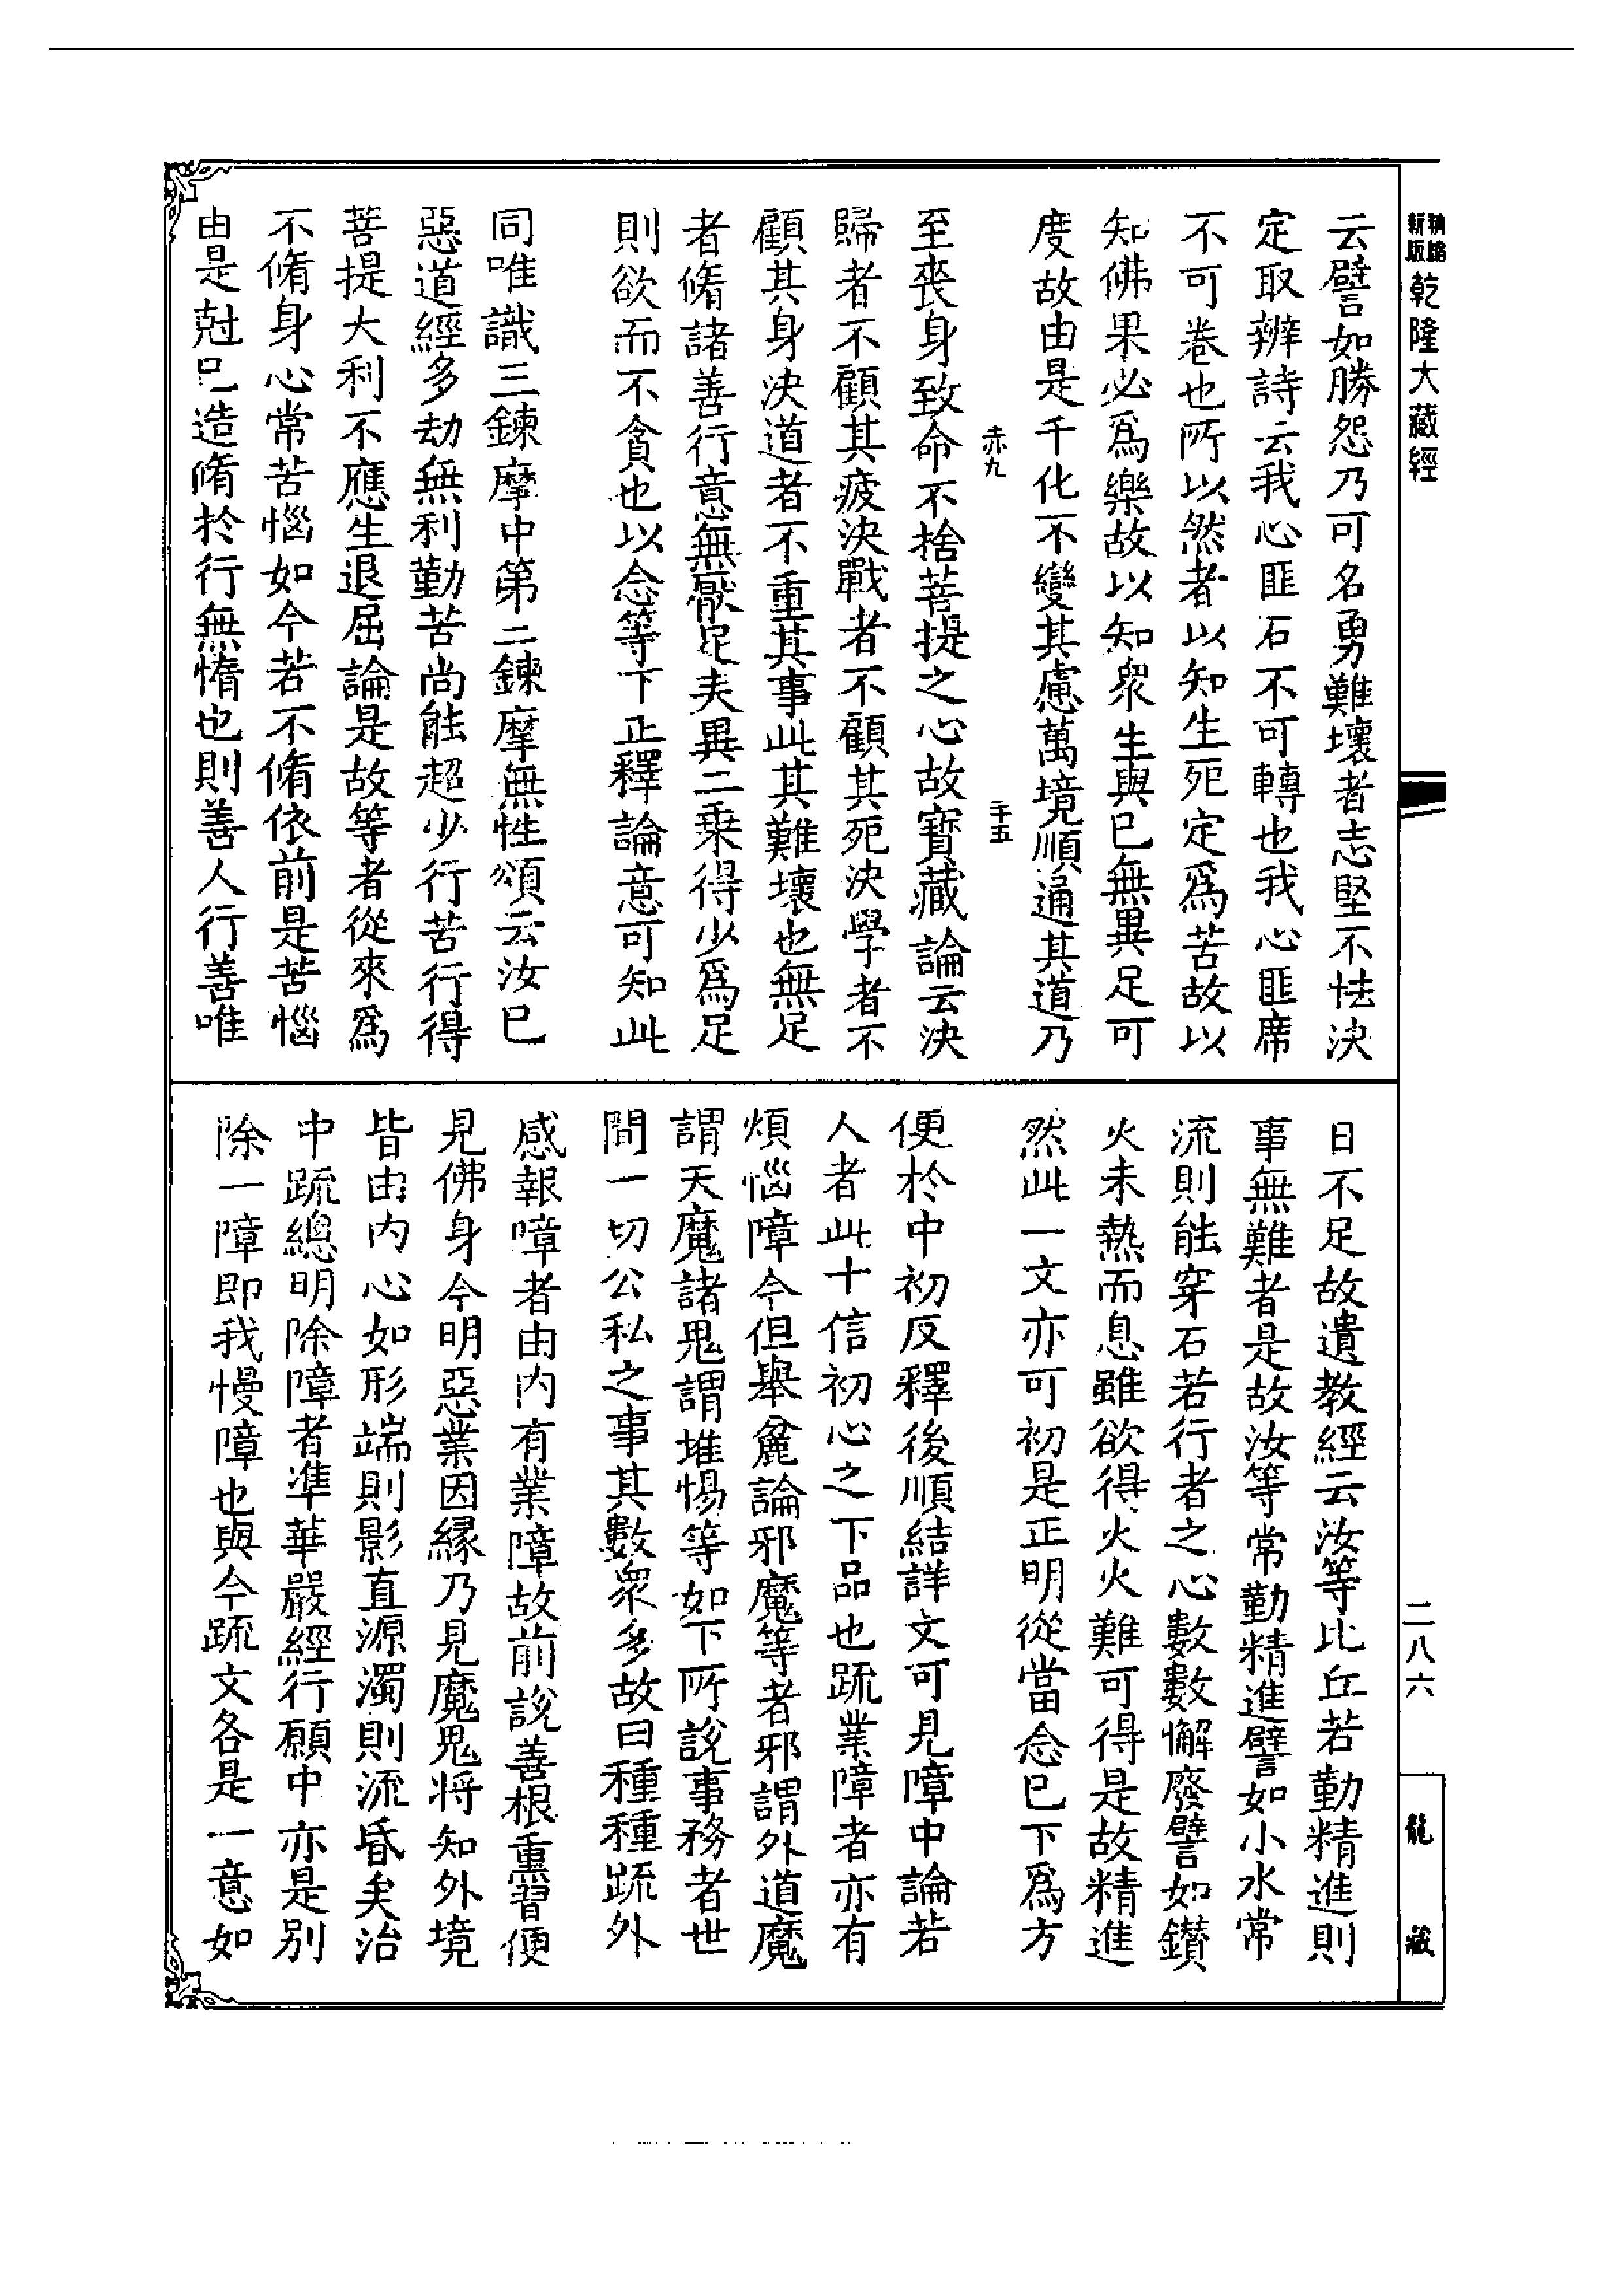 新版精縮乾隆大藏經
二八六
龍藏
云譬如勝怨乃可名勇難壞者志堅不怯決
定取辦詩云我心匪石不可轉也我心匪席
不可卷也所以然者以知生死定爲苦故以
知佛果必爲樂故以知衆生與已無異足可
度故由是千化不變其慮萬境順通其道乃
赤九
至喪身致命不捨菩提之心故寶藏論云決
歸者不顧其疲決戰者不顧其死決學者不
顧其身決道者不重其事此其難壞也無足
者脩諸善行意無厭足夫異二乗得少爲足
則欲而不貪也以念等下正釋論意可知此
同唯識三鍊摩中第二鍊摩無性頌云汝已
惡道經多劫無利勤苦尚能超少行苦行得
菩提大利不應生退屈論是故等者從來爲
不脩身心常苦惱如今若不脩依前是苦惱
由是尅已造脩於行無惰也則善人行善唯
日不足故遺教經云汝等比丘若勤精進則
事無難者是故汝等常勤精進譬如小水常
流則能穿石若行者之心數數懈廢譬如鑽
火未熱而息雖欲得火火難可得是故精進
然此一文亦可初是正明從當念已下爲方
便於中初反釋後順結詳文可見障中論若
人者此十信初心之下品也䟽業障者亦有
煩惱障今但舉麁論邪魔等者邪謂外道魔
謂天魔諸鬼謂堆惕等如下所說事務者世
間一切公私之事其數衆多故曰種種䟽外
感報障者由内有業障故前說善根熏習便
見佛身今明惡業因緣乃見魔鬼将知外境
皆由内心如形端則影直源濁則流昏矣治
中䟽總明除障者凖華嚴經行願中亦是别
除一障即我慢障也與今䟽文各是一意如